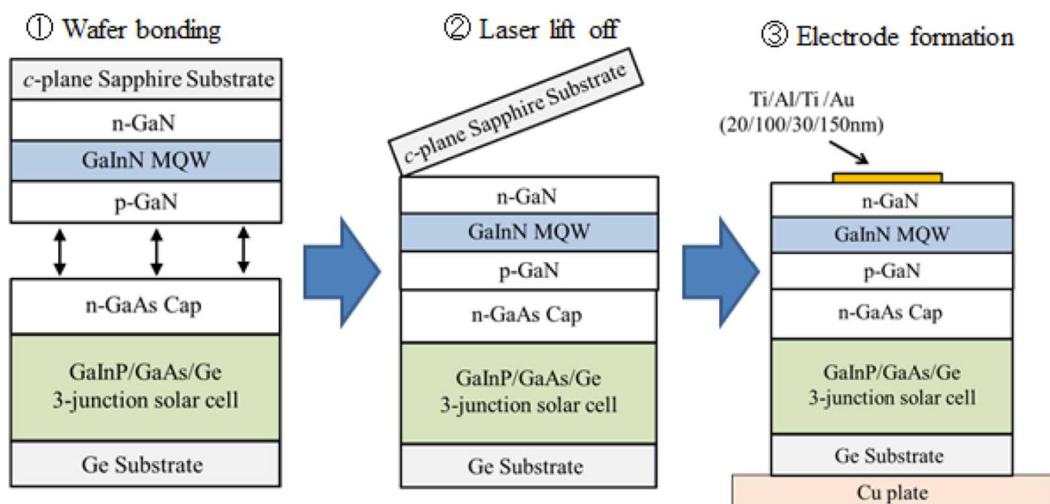 ① Wafer bonding
c-plane Sapphire Substrate
n-GaN
GaInN MQW
p-GaN
n-GaAs Cap
GaInP/GaAs/Ge
3-junction solar cell
Ge Substrate
② Laser lift off
c-plane Sapphire Substrate
n-GaN
GaInN MQW
p-GaN
n-GaAs Cap
GaInP/GaAs/Ge
3-junction solar cell
Ge Substrate
③ Electrode formation
Ti/Al/Ti /Au
(20/100/30/150nm)
n-GaN
GaInN MQW
p-GaN
n-GaAs Cap
GaInP/GaAs/Ge
3-junction solar cell
Ge Substrate
Cu plate